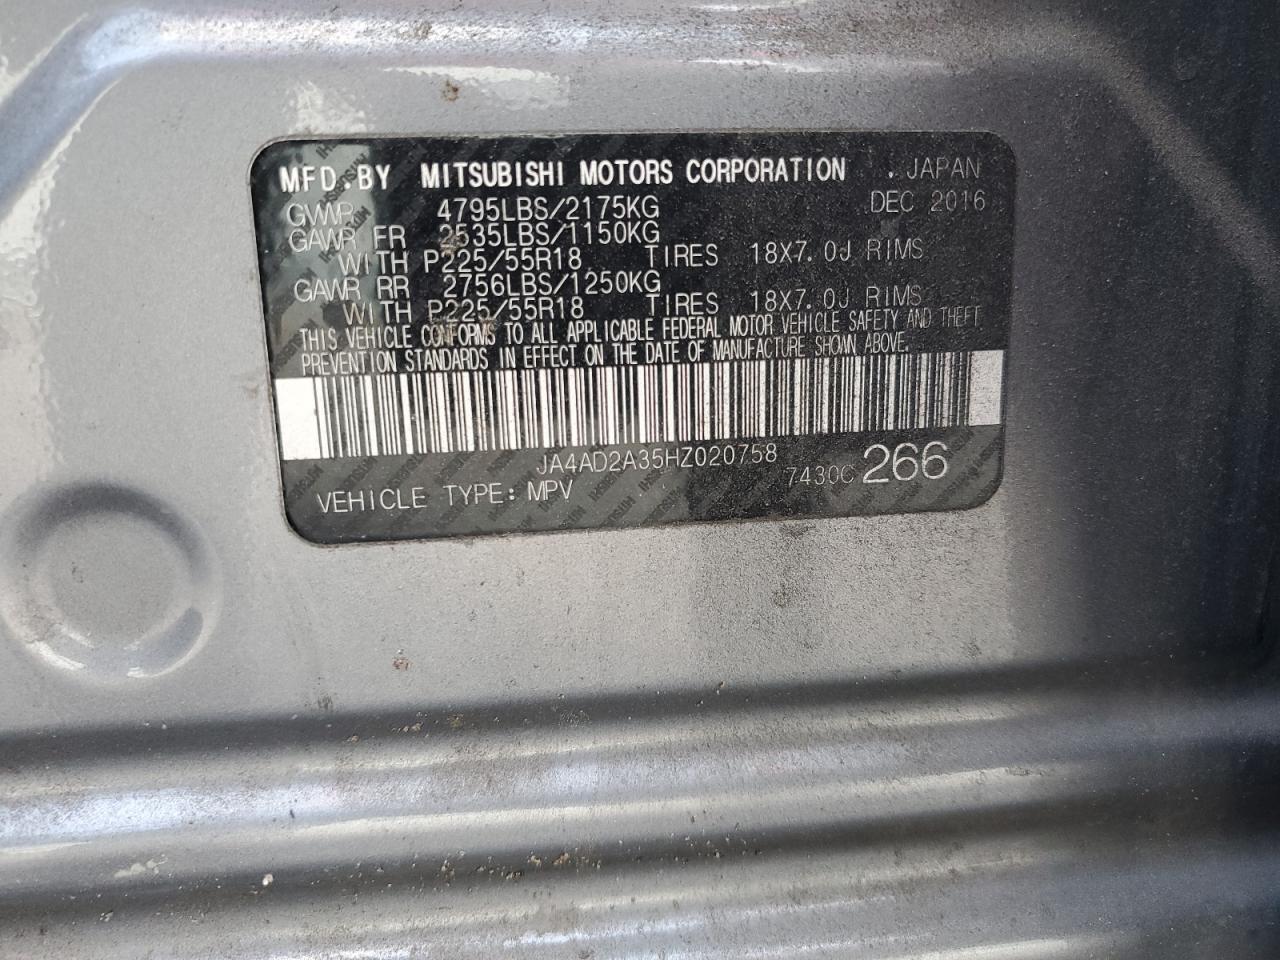 MFD BY MITSUBISHI MOTORS CORPORATION . JAPAN
GVWR 4795LBS/2175KG DEC 2016
GAWR FR 2535LBS/1150KG
WITH P225/55R18 TIRES 18X7.0J RIMS
GAWR RR 2756LBS/1250KG
WITH P225/55R18 TIRES 18X7.0J RIMS
THIS VEHICLE CONFORMS TO ALL APPLICABLE FEDERAL MOTOR VEHICLE SAFETY AND THEFT
PREVENTION STANDARDS IN EFFECT ON THE DATE OF MANUFACTURE SHOWN ABOVE.
JA4AD2A35HZ020758
7430C 266
VEHICLE TYPE: MPV